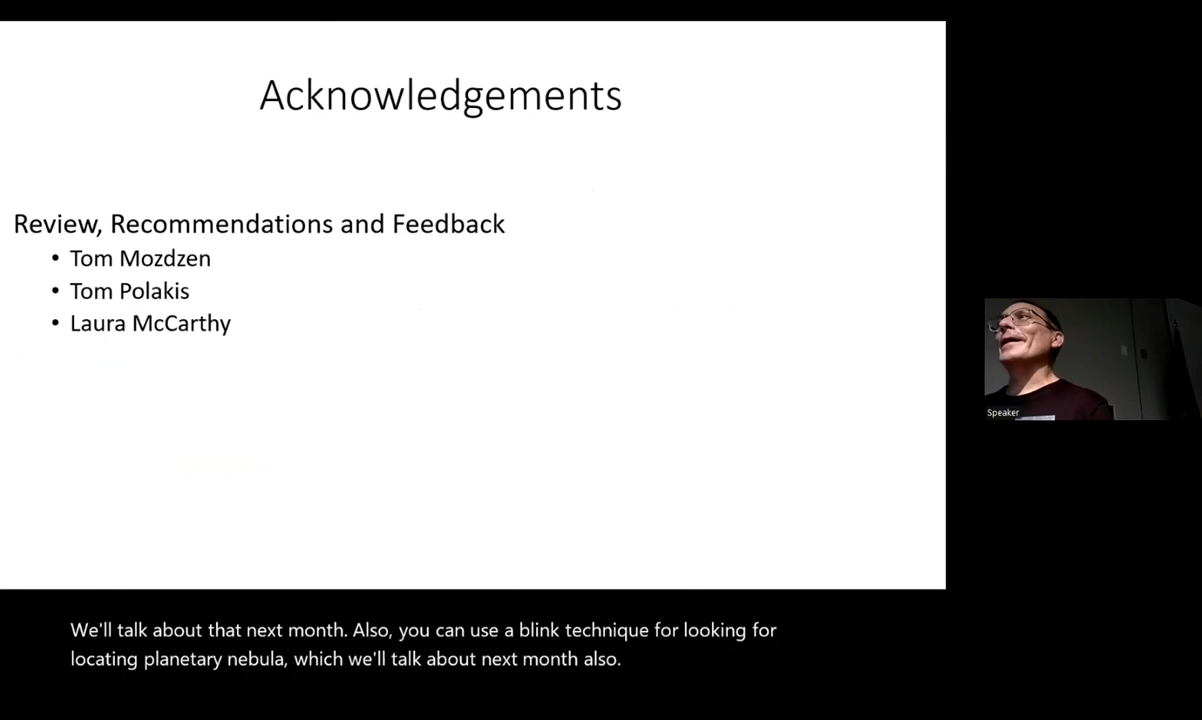 Acknowledgements
Review, Recommendations and Feedback
• Tom Mozdzen
• Tom Polakis
• Laura McCarthy
Speaker
We'll talk about that next month. Also, you can use a blink technique for looking for
locating planetary nebula, which we'll talk about next month also.